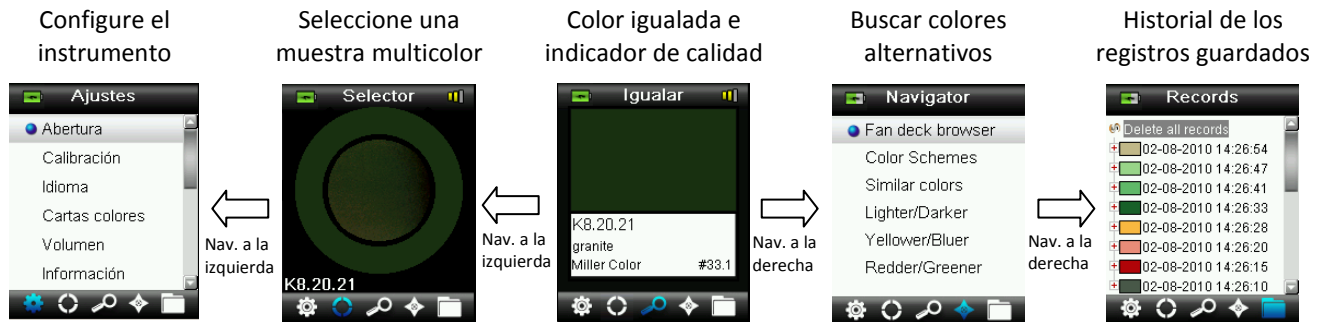 Configure el
instrumento
Seleccione una
muestra multicolor
Color igualada e
indicador de calidad
Buscar colores
alternativos
Historial de los
registros guardados
Ajustes
Abertura
Calibración
Idioma
Cartas colores
Volumen
Información
Nav. a la
izquierda
Selector
K8.20.21
Nav. a la
izquierda
Igualar
K8.20.21
granite
Miller Color #33.1
Nav. a la
derecha
Navigator
Fan deck browser
Color Schemes
Similar colors
Lighter/Darker
Yellower/Bluer
Redder/Greener
Nav. a la
derecha
Records
Delete all records
02-08-2010 14:26:54
02-08-2010 14:26:47
02-08-2010 14:26:41
02-08-2010 14:26:33
02-08-2010 14:26:28
02-08-2010 14:26:20
02-08-2010 14:26:15
02-08-2010 14:26:10